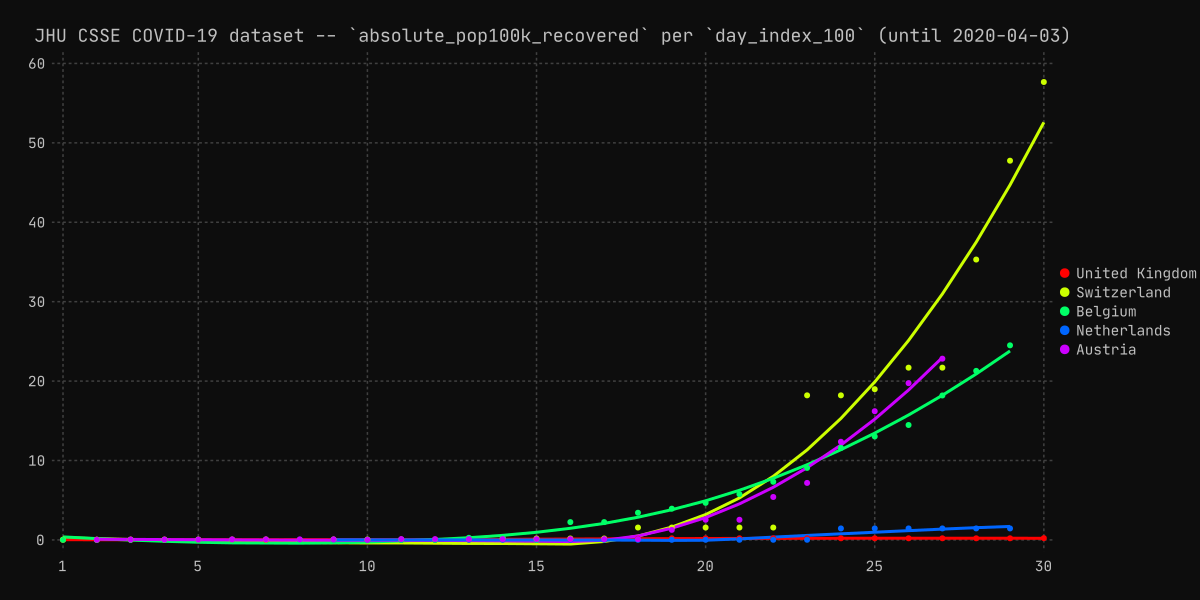 JHU CSSE COVID-19 dataset -- `absolute_pop100k_recovered` per `day_index_100` (until 2020-04-03)
60
50
40
30
20
10
0
1 5 10 15 20 25 30
United Kingdom
Switzerland
Belgium
Netherlands
Austria